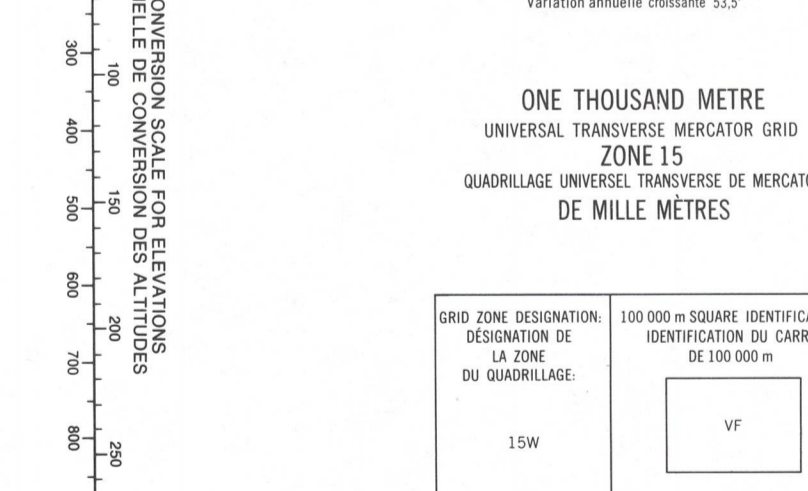 Variation annuelle croissante 53,5'
ONVERSION SCALE FOR ELEVATIONS
DE CONVERSION DES ALTITUDES
300
400
500
600
700
800
100
150
200
250
ONE THOUSAND METRE
UNIVERSAL TRANSVERSE MERCATOR GRID
ZONE 15
QUADRILLAGE UNIVERSEL TRANSVERSE DE MERCATO
DE MILLE MÈTRES
GRID ZONE DESIGNATION:
DÉSIGNATION DE
LA ZONE
DU QUADRILLAGE:
15W
100 000 m SQUARE IDENTIFICA
IDENTIFICATION DU CARR
DE 100 000 m
VF